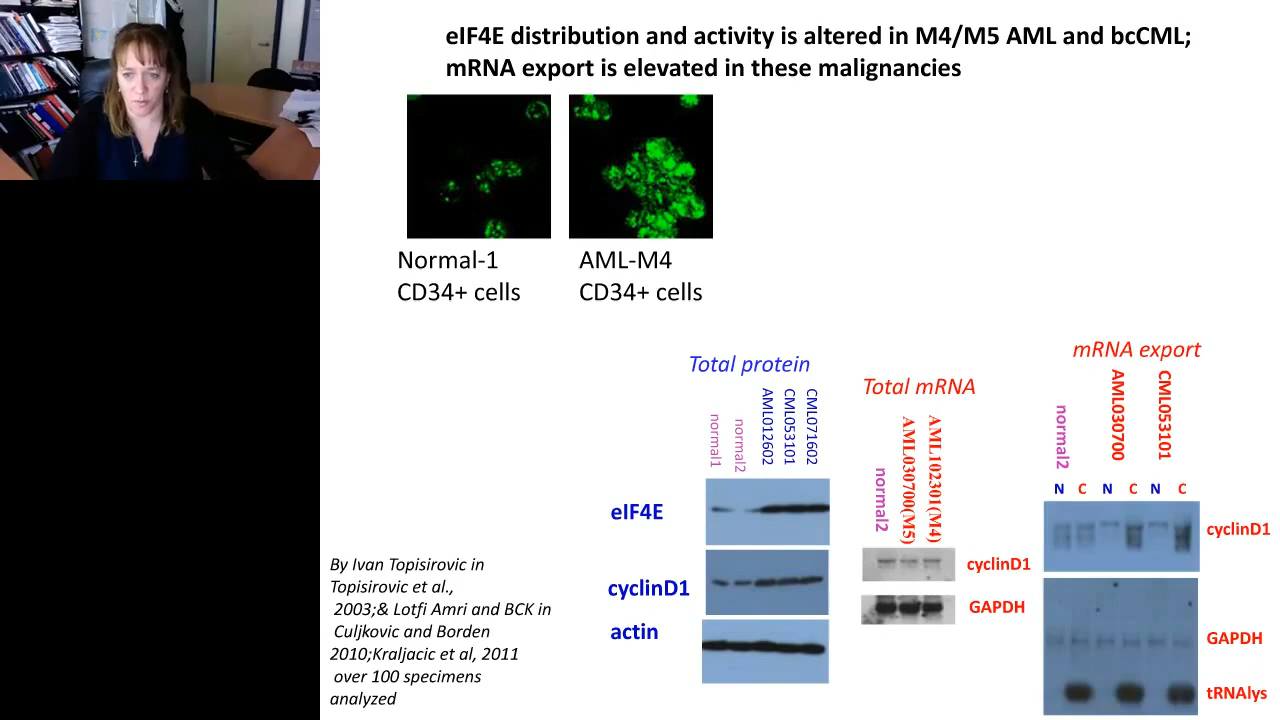 eIF4E distribution and activity is altered in M4/M5 AML and bcCML;
mRNA export is elevated in these malignancies
Normal-1
CD34+ cells
AML-M4
CD34+ cells
Total protein
normal1
normal2
AML012602
CML053101
CML071602
eIF4E
cyclinD1
actin
Total mRNA
normal2
AML030700(M5)
AML102301(M4)
cyclinD1
GAPDH
mRNA export
normal2
AML030700
CML053101
N C N C N C
cyclinD1
GAPDH
tRNAlys
By Ivan Topisirovic in
Topisirovic et al.,
2003;& Lotfi Amri and BCK in
Culjkovic and Borden
2010;Kraljacic et al, 2011
over 100 specimens
analyzed